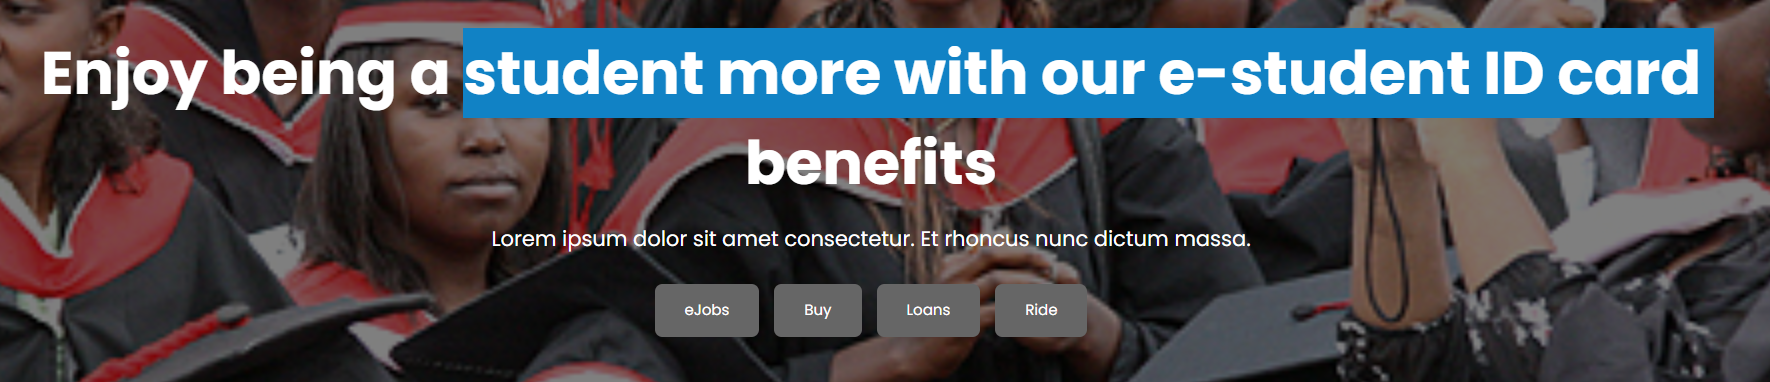 Enjoy being a student more with our e-student ID card
benefits
Lorem ipsum dolor sit amet consectetur. Et rhoncus nunc dictum massa.
eJobs
Buy
Loans
Ride